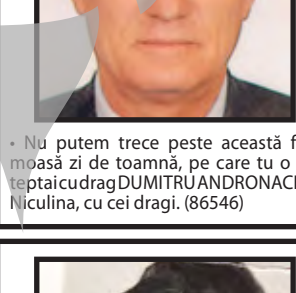 • Nu putem trece peste această f
moasă zi de toamnă, pe care tu o
teptai cu drag DUMITRU ANDRONACH
Niculina, cu cei dragi. (86546)